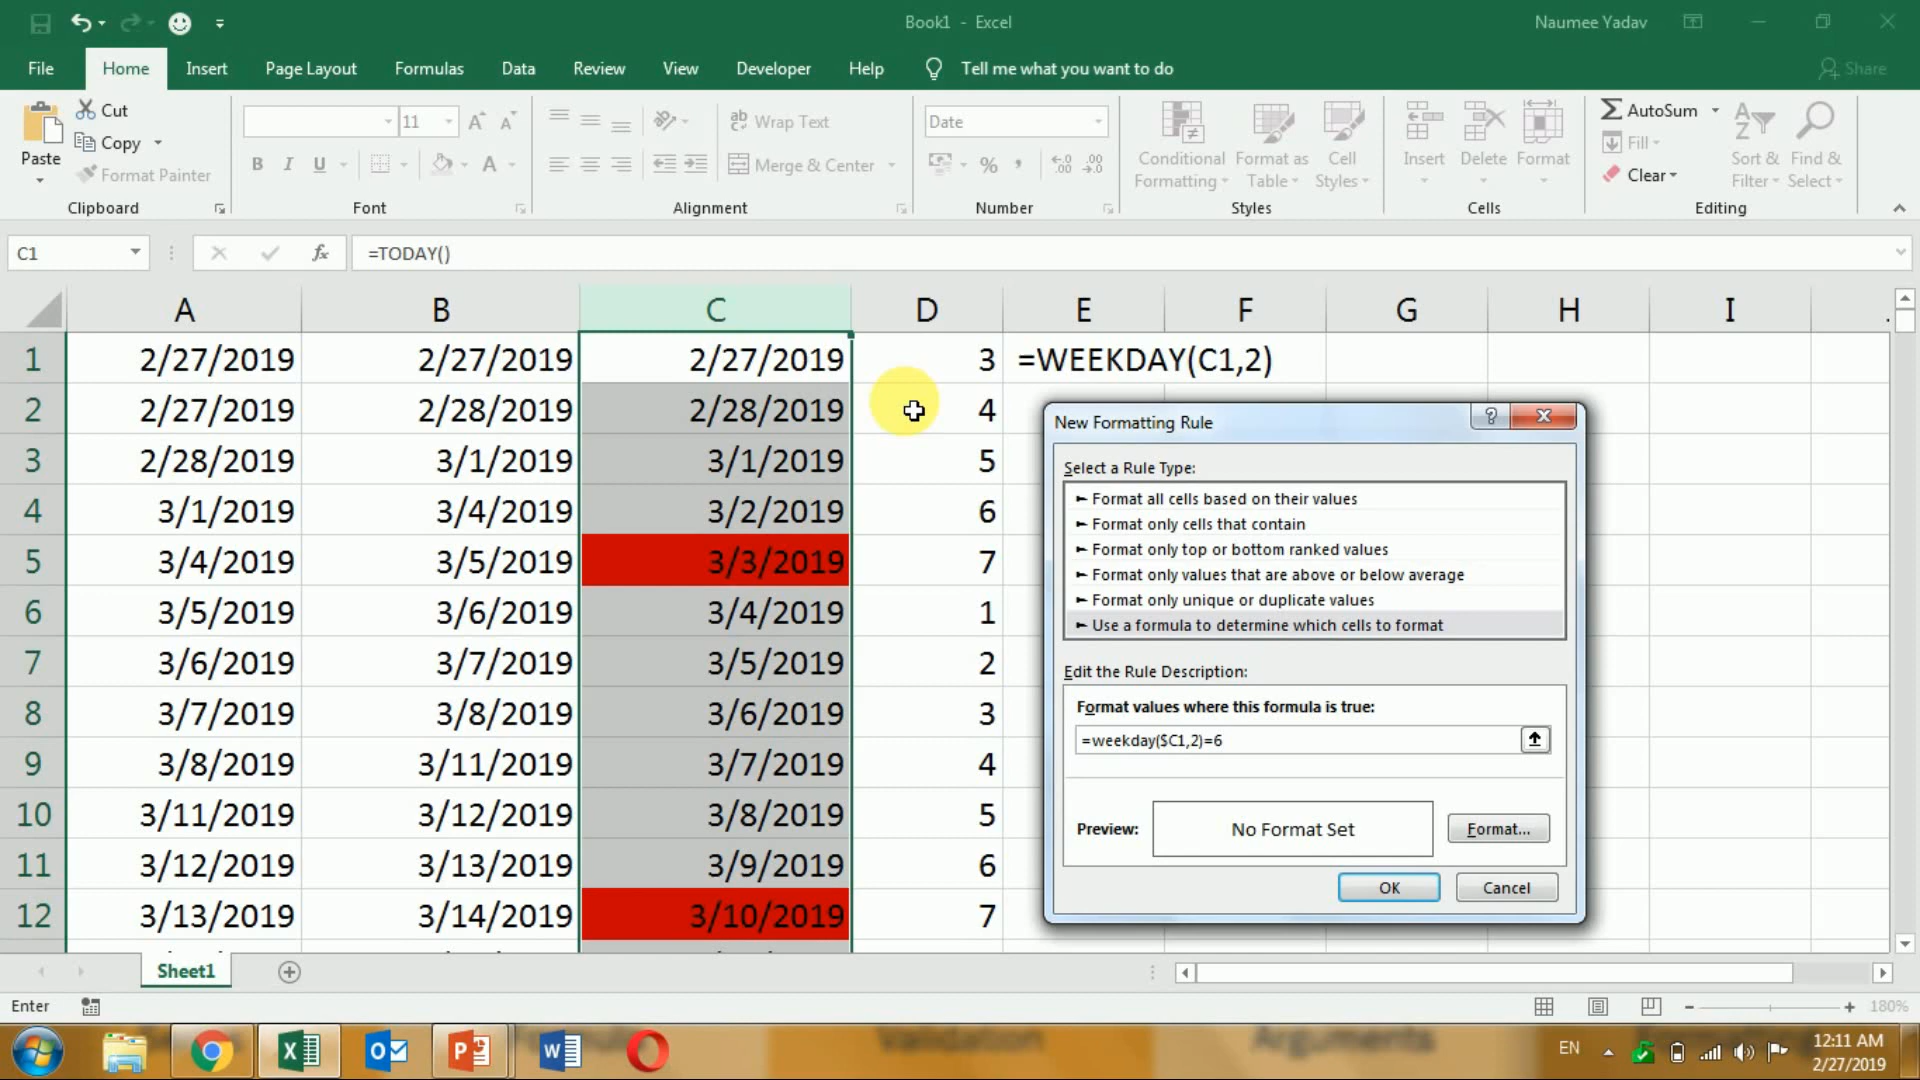 Book1 - Excel
Naumee Yadav
File Home Insert Page Layout Formulas Data Review View Developer Help Tell me what you want to do Share
Cut
Copy
Format Painter
Paste
Clipboard
11
B I U A
Font
Wrap Text
Merge & Center
Alignment
Date
%
Number
Conditional Formatting
Format as Table
Cell Styles
Styles
Insert Delete Format
Cells
AutoSum
Fill
Clear
Sort & Filter
Find & Select
Editing
C1 fx =TODAY()
A B C D E F G H I
1 2/27/2019 2/27/2019 2/27/2019 3 =WEEKDAY(C1,2)
2 2/27/2019 2/28/2019 2/28/2019 4
3 2/28/2019 3/1/2019 3/1/2019 5
4 3/1/2019 3/4/2019 3/2/2019 6
5 3/4/2019 3/5/2019 3/3/2019 7
6 3/5/2019 3/6/2019 3/4/2019 1
7 3/6/2019 3/7/2019 3/5/2019 2
8 3/7/2019 3/8/2019 3/6/2019 3
9 3/8/2019 3/11/2019 3/7/2019 4
10 3/11/2019 3/12/2019 3/8/2019 5
11 3/12/2019 3/13/2019 3/9/2019 6
12 3/13/2019 3/14/2019 3/10/2019 7
New Formatting Rule
Select a Rule Type:
► Format all cells based on their values
► Format only cells that contain
► Format only top or bottom ranked values
► Format only values that are above or below average
► Format only unique or duplicate values
► Use a formula to determine which cells to format
Edit the Rule Description:
Format values where this formula is true:
=weekday($C1,2)=6
Preview: No Format Set Format...
OK Cancel
Sheet1
Enter
180%
Validation
Arguments
EN
12:11 AM
2/27/2019